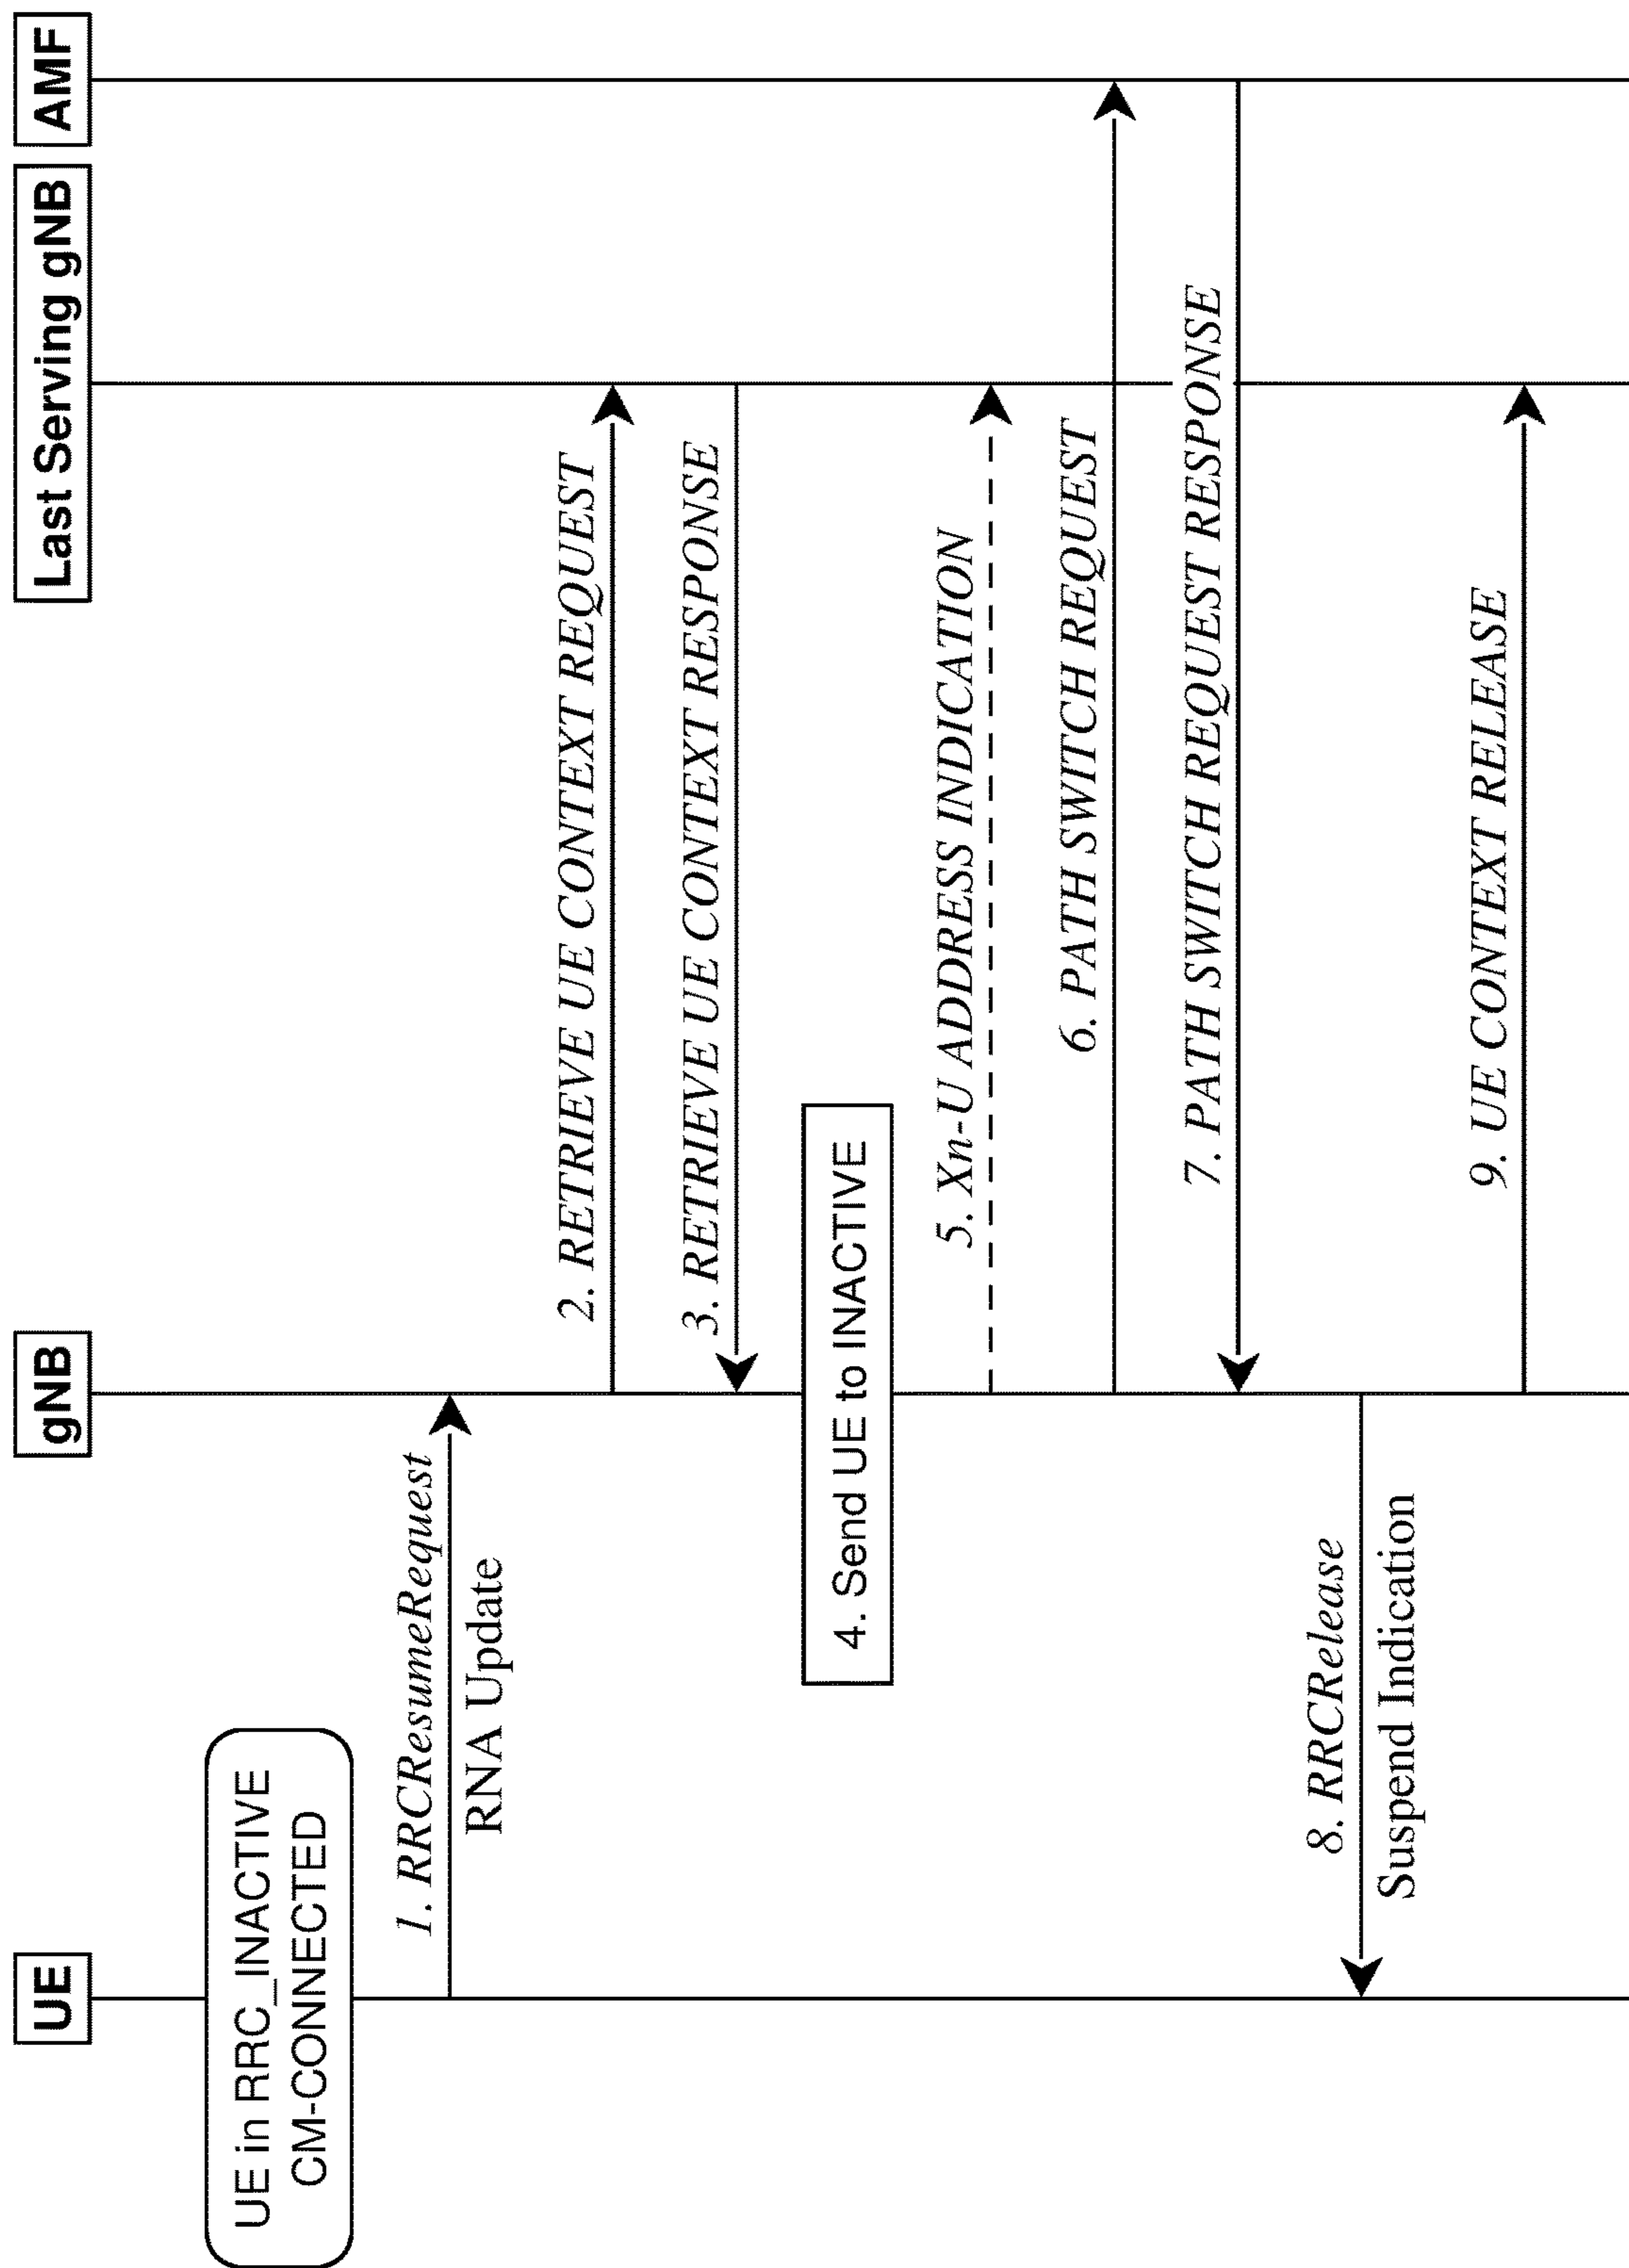 UE
gNB
Last Serving gNB
AMF
UE in RRC_INACTIVE
CM-CONNECTED
1. RRCResumeRequest
RNA Update
2. RETRIEVE UE CONTEXT REQUEST
3. RETRIEVE UE CONTEXT RESPONSE
4. Send UE to INACTIVE
5. Xn-U ADDRESS INDICATION
6. PATH SWITCH REQUEST
7. PATH SWITCH REQUEST RESPONSE
8. RRCRelease
Suspend Indication
9. UE CONTEXT RELEASE